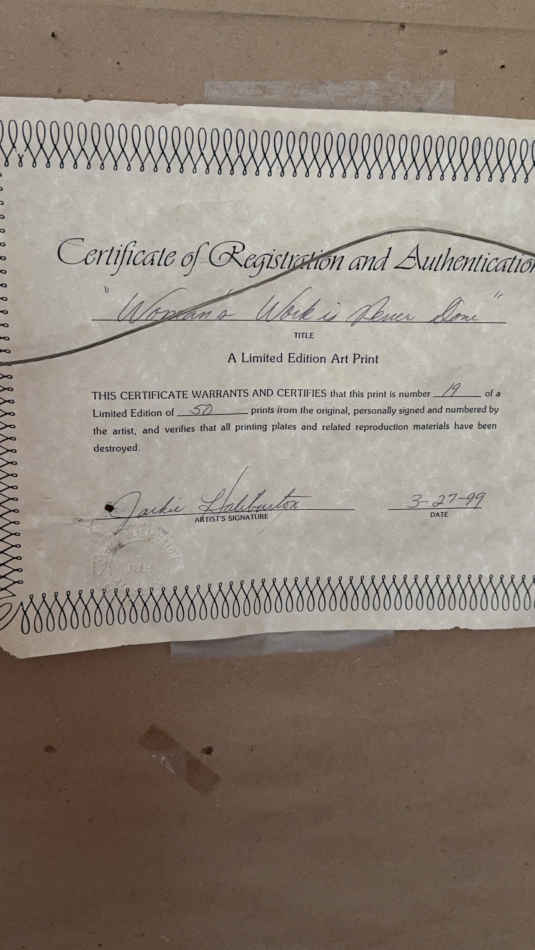 Certificate of Registration and Authentication
"Woman's Work is Never Done"
TITLE
A Limited Edition Art Print
THIS CERTIFICATE WARRANTS AND CERTIFIES that this print is number 19 of a
Limited Edition of 50 prints from the original, personally signed and numbered by
the artist, and verifies that all printing plates and related reproduction materials have been
destroyed.
Jackie Haliburton 3-27-99
ARTIST'S SIGNATURE DATE